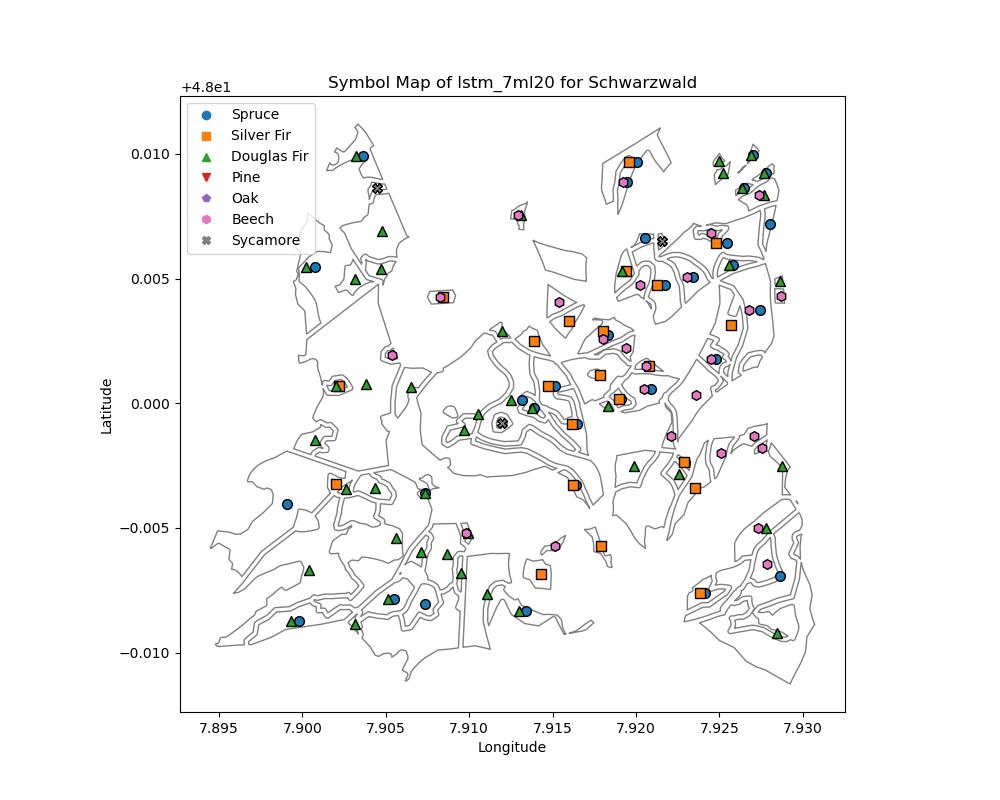 Symbol Map of lstm_7ml20 for Schwarzwald
+4.8e1
Spruce
Silver Fir
Douglas Fir
Pine
Oak
Beech
Sycamore
0.010
0.005
0.000
−0.005
−0.010
Latitude
7.895 7.900 7.905 7.910 7.915 7.920 7.925 7.930
Longitude